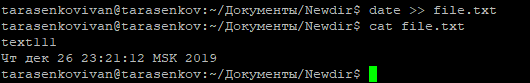 tarasenkovivan@tarasenkov:~/Документы/Newdir$ date >> file.txt
tarasenkovivan@tarasenkov:~/Документы/Newdir$ cat file.txt
text111
Чт дек 26 23:21:12 MSK 2019
tarasenkovivan@tarasenkov:~/Документы/Newdir$